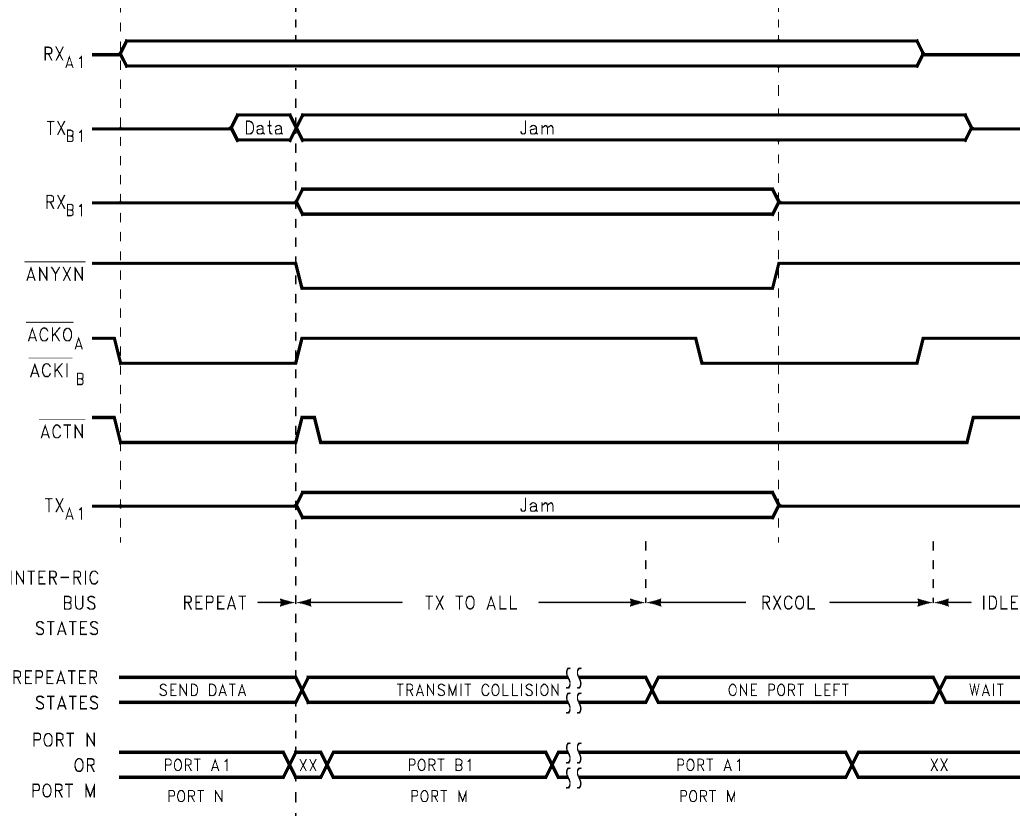 RXA1
TXB1 Data Jam
RXB1
ANYXN
ACKOA
ACKIB
ACTN
TXA1 Jam
INTER-RIC
BUS REPEAT TX TO ALL RXCOL IDLE
STATES
REPEATER
STATES SEND DATA TRANSMIT COLLISION ONE PORT LEFT WAIT
PORT N
OR PORT A1 XX PORT B1 PORT A1 XX
PORT M PORT N PORT M PORT M